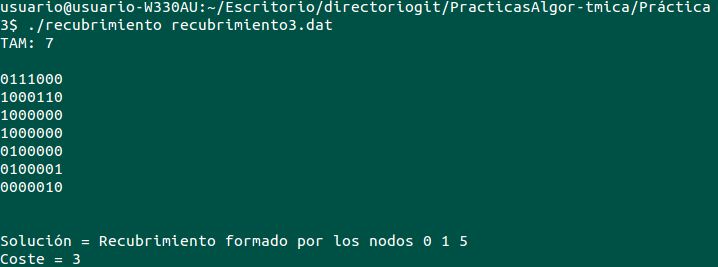 usuario@usuario-W330AU:~/Escritorio/directoriogit/PracticasAlgor-tmica/Práctica
3$ ./recubrimiento recubrimiento3.dat
TAM: 7
0111000
1000110
1000000
1000000
0100000
0100001
0000010
Solución = Recubrimiento formado por los nodos 0 1 5
Coste = 3